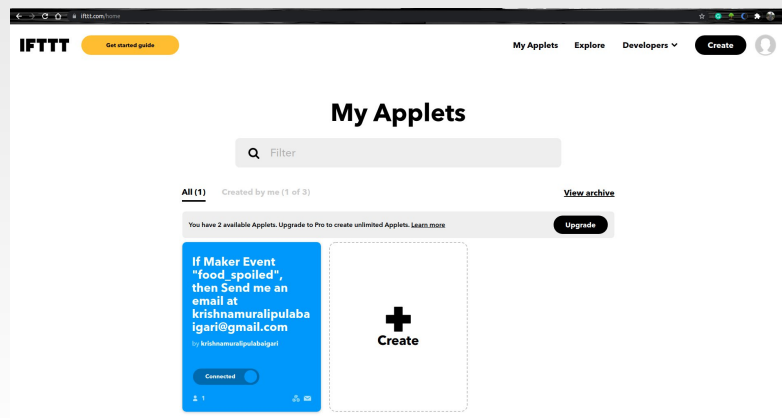 ifttt.com/home
IFTTT
Get started guide
My Applets Explore Developers Create
My Applets
Filter
All (1) Created by me (1 of 3) View archive
You have 2 available Applets. Upgrade to Pro to create unlimited Applets. Learn more Upgrade
If Maker Event
"food_spoiled",
then Send me an
email at
krishnamuralipulaba
igari@gmail.com
by krishnamuralipulabaigari
Connected
1
Create